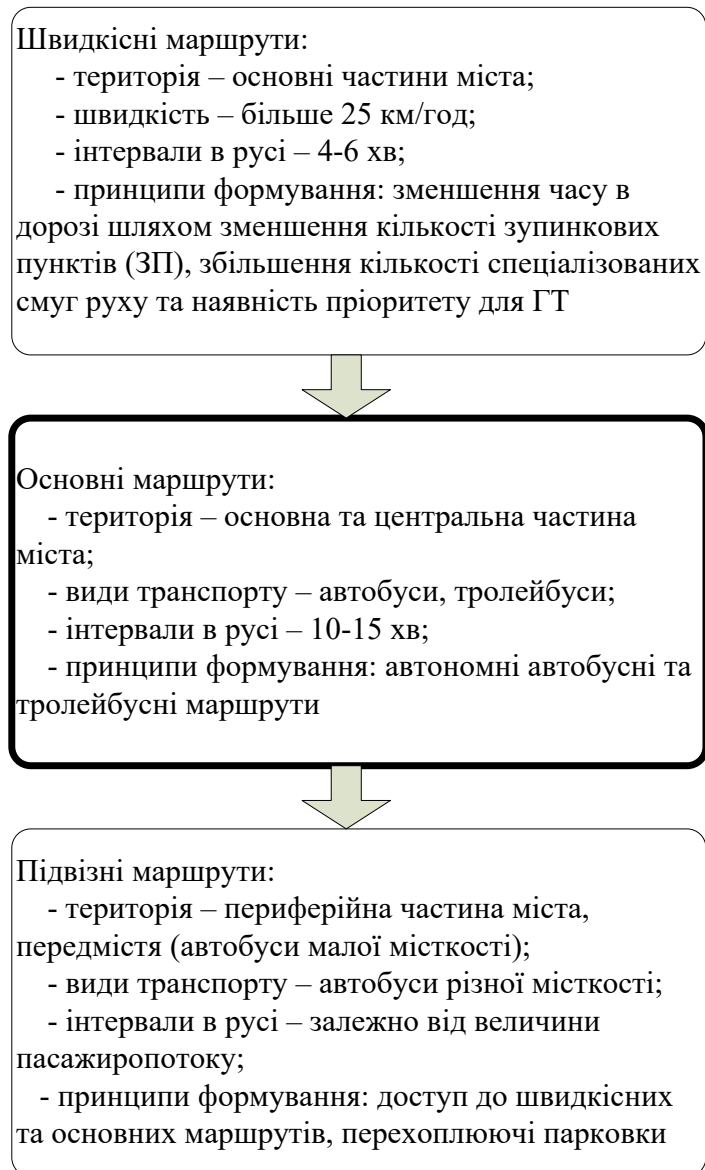 Швидкісні маршрути:
- територія – основні частини міста;
- швидкість – більше 25 км/год;
- інтервали в русі – 4-6 хв;
- принципи формування: зменшення часу в
дорозі шляхом зменшення кількості зупинкових
пунктів (ЗП), збільшення кількості спеціалізованих
смуг руху та наявність пріоритету для ГТ
Основні маршрути:
- територія – основна та центральна частина
міста;
- види транспорту – автобуси, тролейбуси;
- інтервали в русі – 10-15 хв;
- принципи формування: автономні автобусні та
тролейбусні маршрути
Підвізні маршрути:
- територія – периферійна частина міста,
передмістя (автобуси малої місткості);
- види транспорту – автобуси різної місткості;
- інтервали в русі – залежно від величини
пасажиропотоку;
- принципи формування: доступ до швидкісних
та основних маршрутів, перехоплюючі парковки